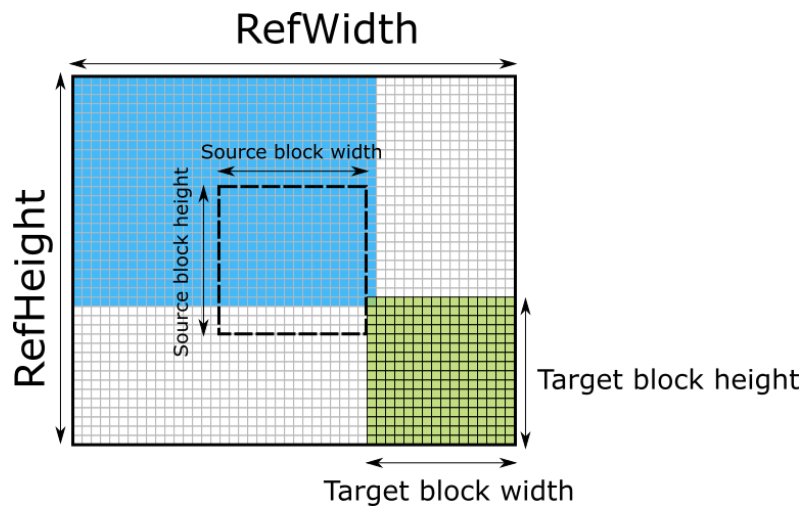 RefWidth
Source block width
Source block height
RefHeight
Target block height
Target block width